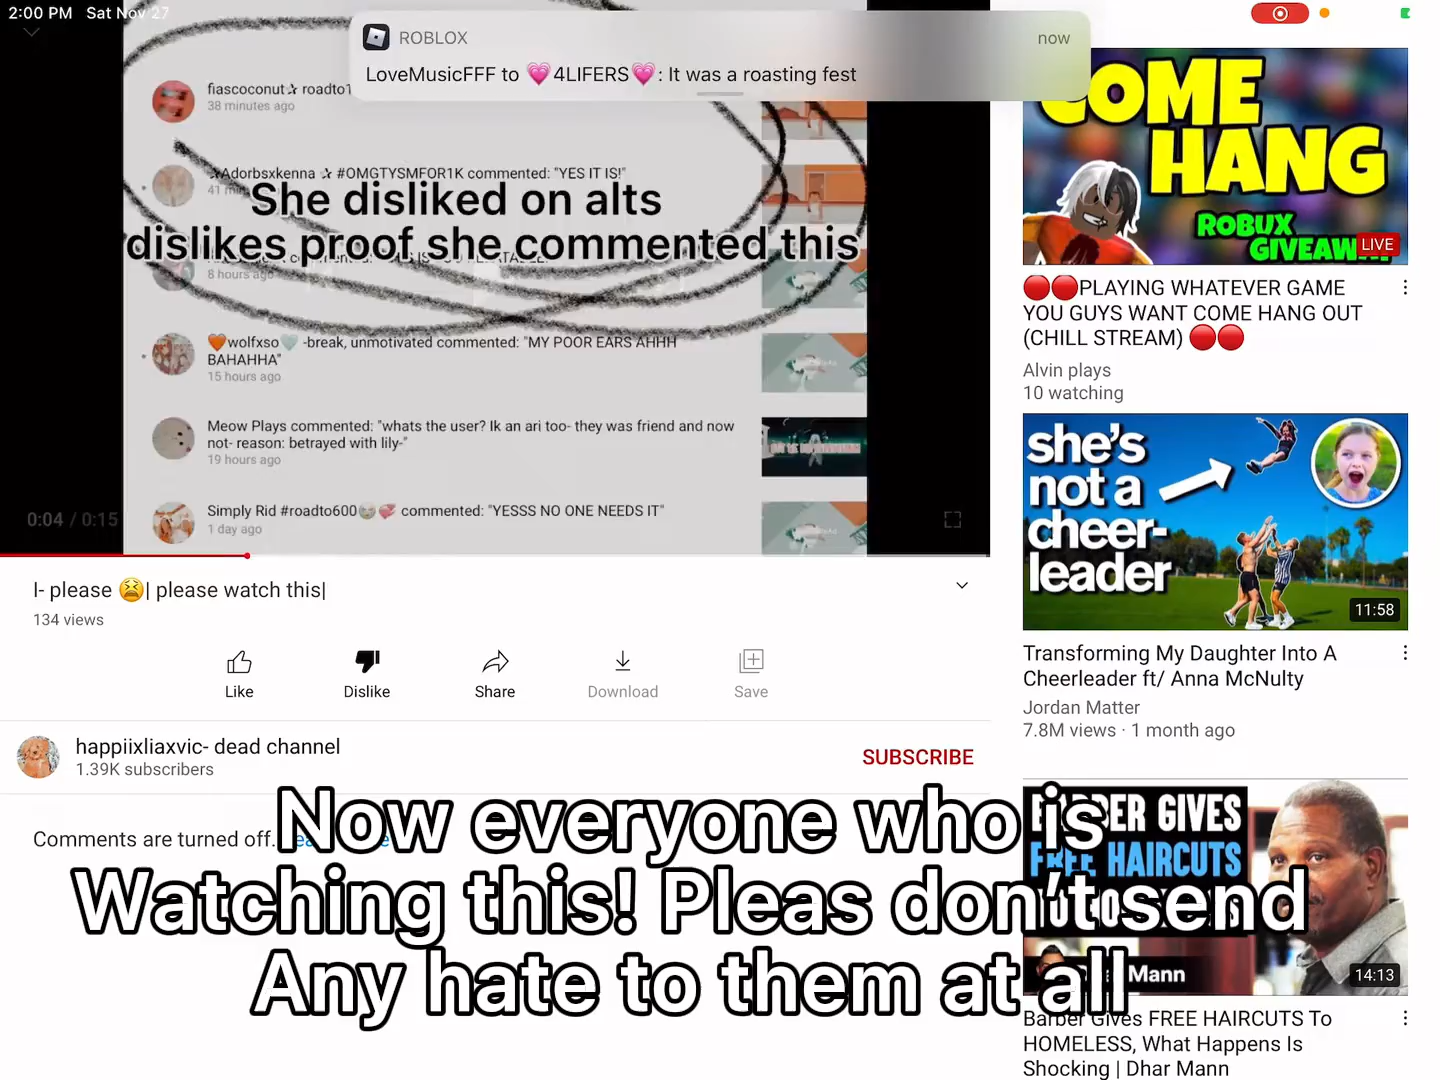 2:00 PM Sat Nov 27
ROBLOX
now
LoveMusicFFF to 💗4LIFERS💗: It was a roasting fest
fiascoconut✰ roadto1
38 minutes ago
✰Adorbsxkenna ✰ #OMGTYSMFOR1K commented: "YES IT IS!"
41
She disliked on alts
dislikes proof she commented this
8 hours ago
🧡wolfxso🤍 -break, unmotivated commented: "MY POOR EARS AHHH
BAHAHHA"
15 hours ago
Meow Plays commented: "whats the user? Ik an ari too- they was friend and now
not- reason: betrayed with lily-"
19 hours ago
Simply Rid #roadto600😭💞 commented: "YESSS NO ONE NEEDS IT"
1 day ago
0:04 / 0:15
I- please 😫| please watch this|
134 views
Like
Dislike
Share
Download
Save
happiixliaxvic- dead channel
1.39K subscribers
SUBSCRIBE
Comments are turned off.
Now everyone who is
Watching this! Pleas don't send
Any hate to them at all
COME
HANG
ROBUX
GIVEAW
LIVE
🔴🔴PLAYING WHATEVER GAME
YOU GUYS WANT COME HANG OUT
(CHILL STREAM) 🔴🔴
Alvin plays
10 watching
she's
not a
cheer-
leader
11:58
Transforming My Daughter Into A
Cheerleader ft/ Anna McNulty
Jordan Matter
7.8M views · 1 month ago
BARBER GIVES
FREE HAIRCUTS
Mann
14:13
Barber Gives FREE HAIRCUTS To
HOMELESS, What Happens Is
Shocking | Dhar Mann